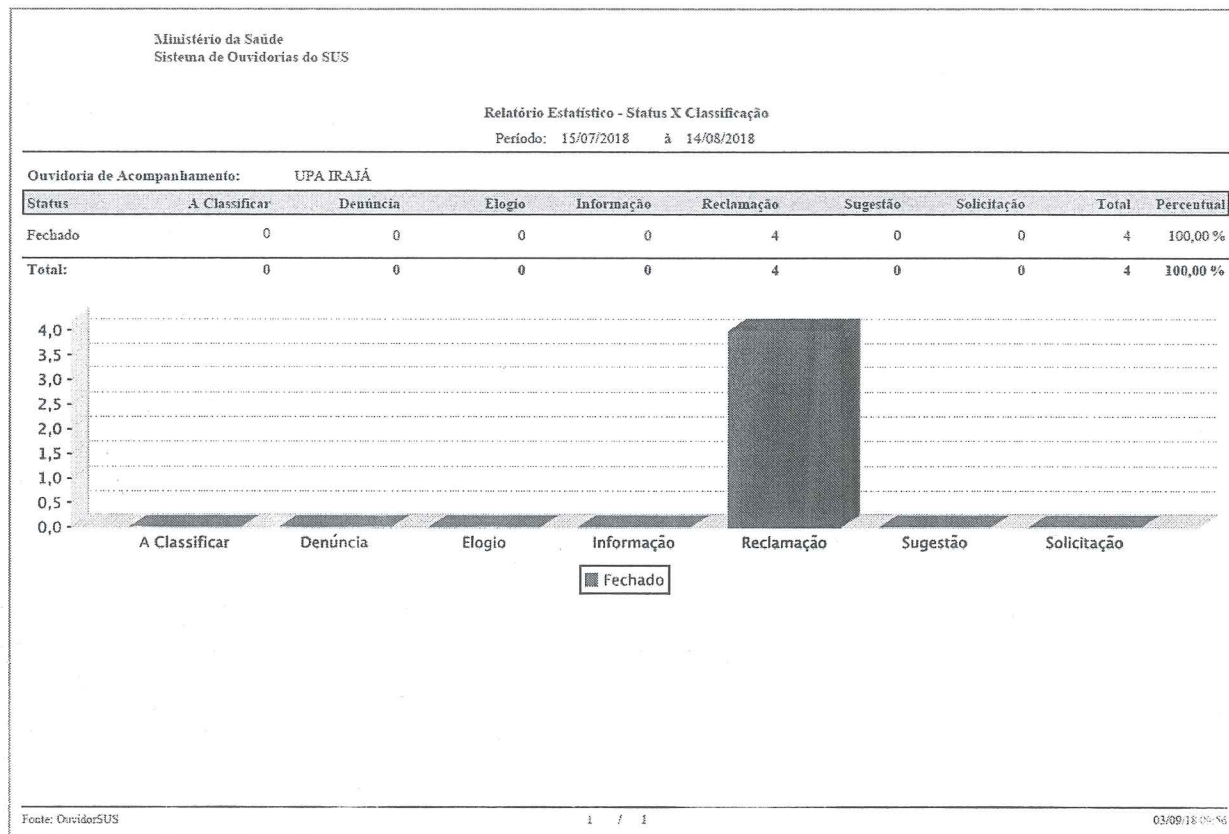 Ministério da Saúde
Sistema de Ouvidorias do SUS
Relatório Estatístico - Status X Classificação
Período: 15/07/2018 à 14/08/2018
Ouvidoria de Acompanhamento: UPA IRAJÁ
Status A Classificar Denúncia Elogio Informação Reclamação Sugestão Solicitação Total Percentual
Fechado 0 0 0 0 4 0 0 4 100,00 %
Total: 0 0 0 0 4 0 0 4 100,00 %
4,0
3,5
3,0
2,5
2,0
1,5
1,0
0,5
0,0
A Classificar Denúncia Elogio Informação Reclamação Sugestão Solicitação
Fechado
Fonte: OuvidorSUS 1 / 1 03/09/18